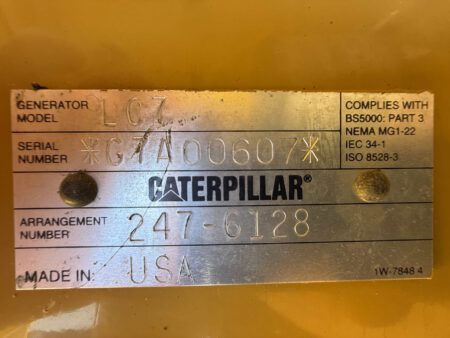 GENERATOR MODEL LC7
COMPLIES WITH
BS5000: PART 3
NEMA MG1-22
IEC 34-1
ISO 8528-3
SERIAL NUMBER *G7A00607*
CATERPILLAR®
ARRANGEMENT NUMBER 247-6128
MADE IN: USA
1W-7848 4